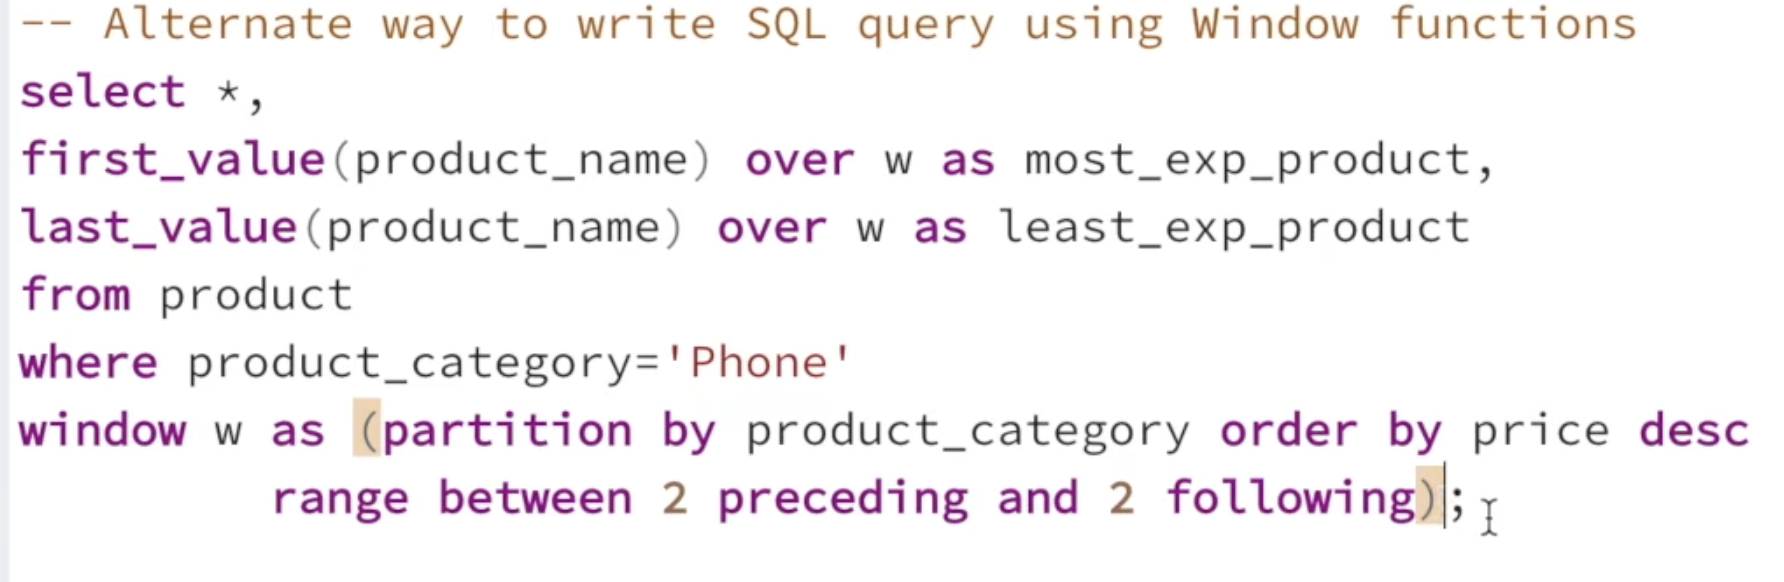 -- Alternate way to write SQL query using Window functions
select *,
first_value(product_name) over w as most_exp_product,
last_value(product_name) over w as least_exp_product
from product
where product_category='Phone'
window w as (partition by product_category order by price desc
range between 2 preceding and 2 following);